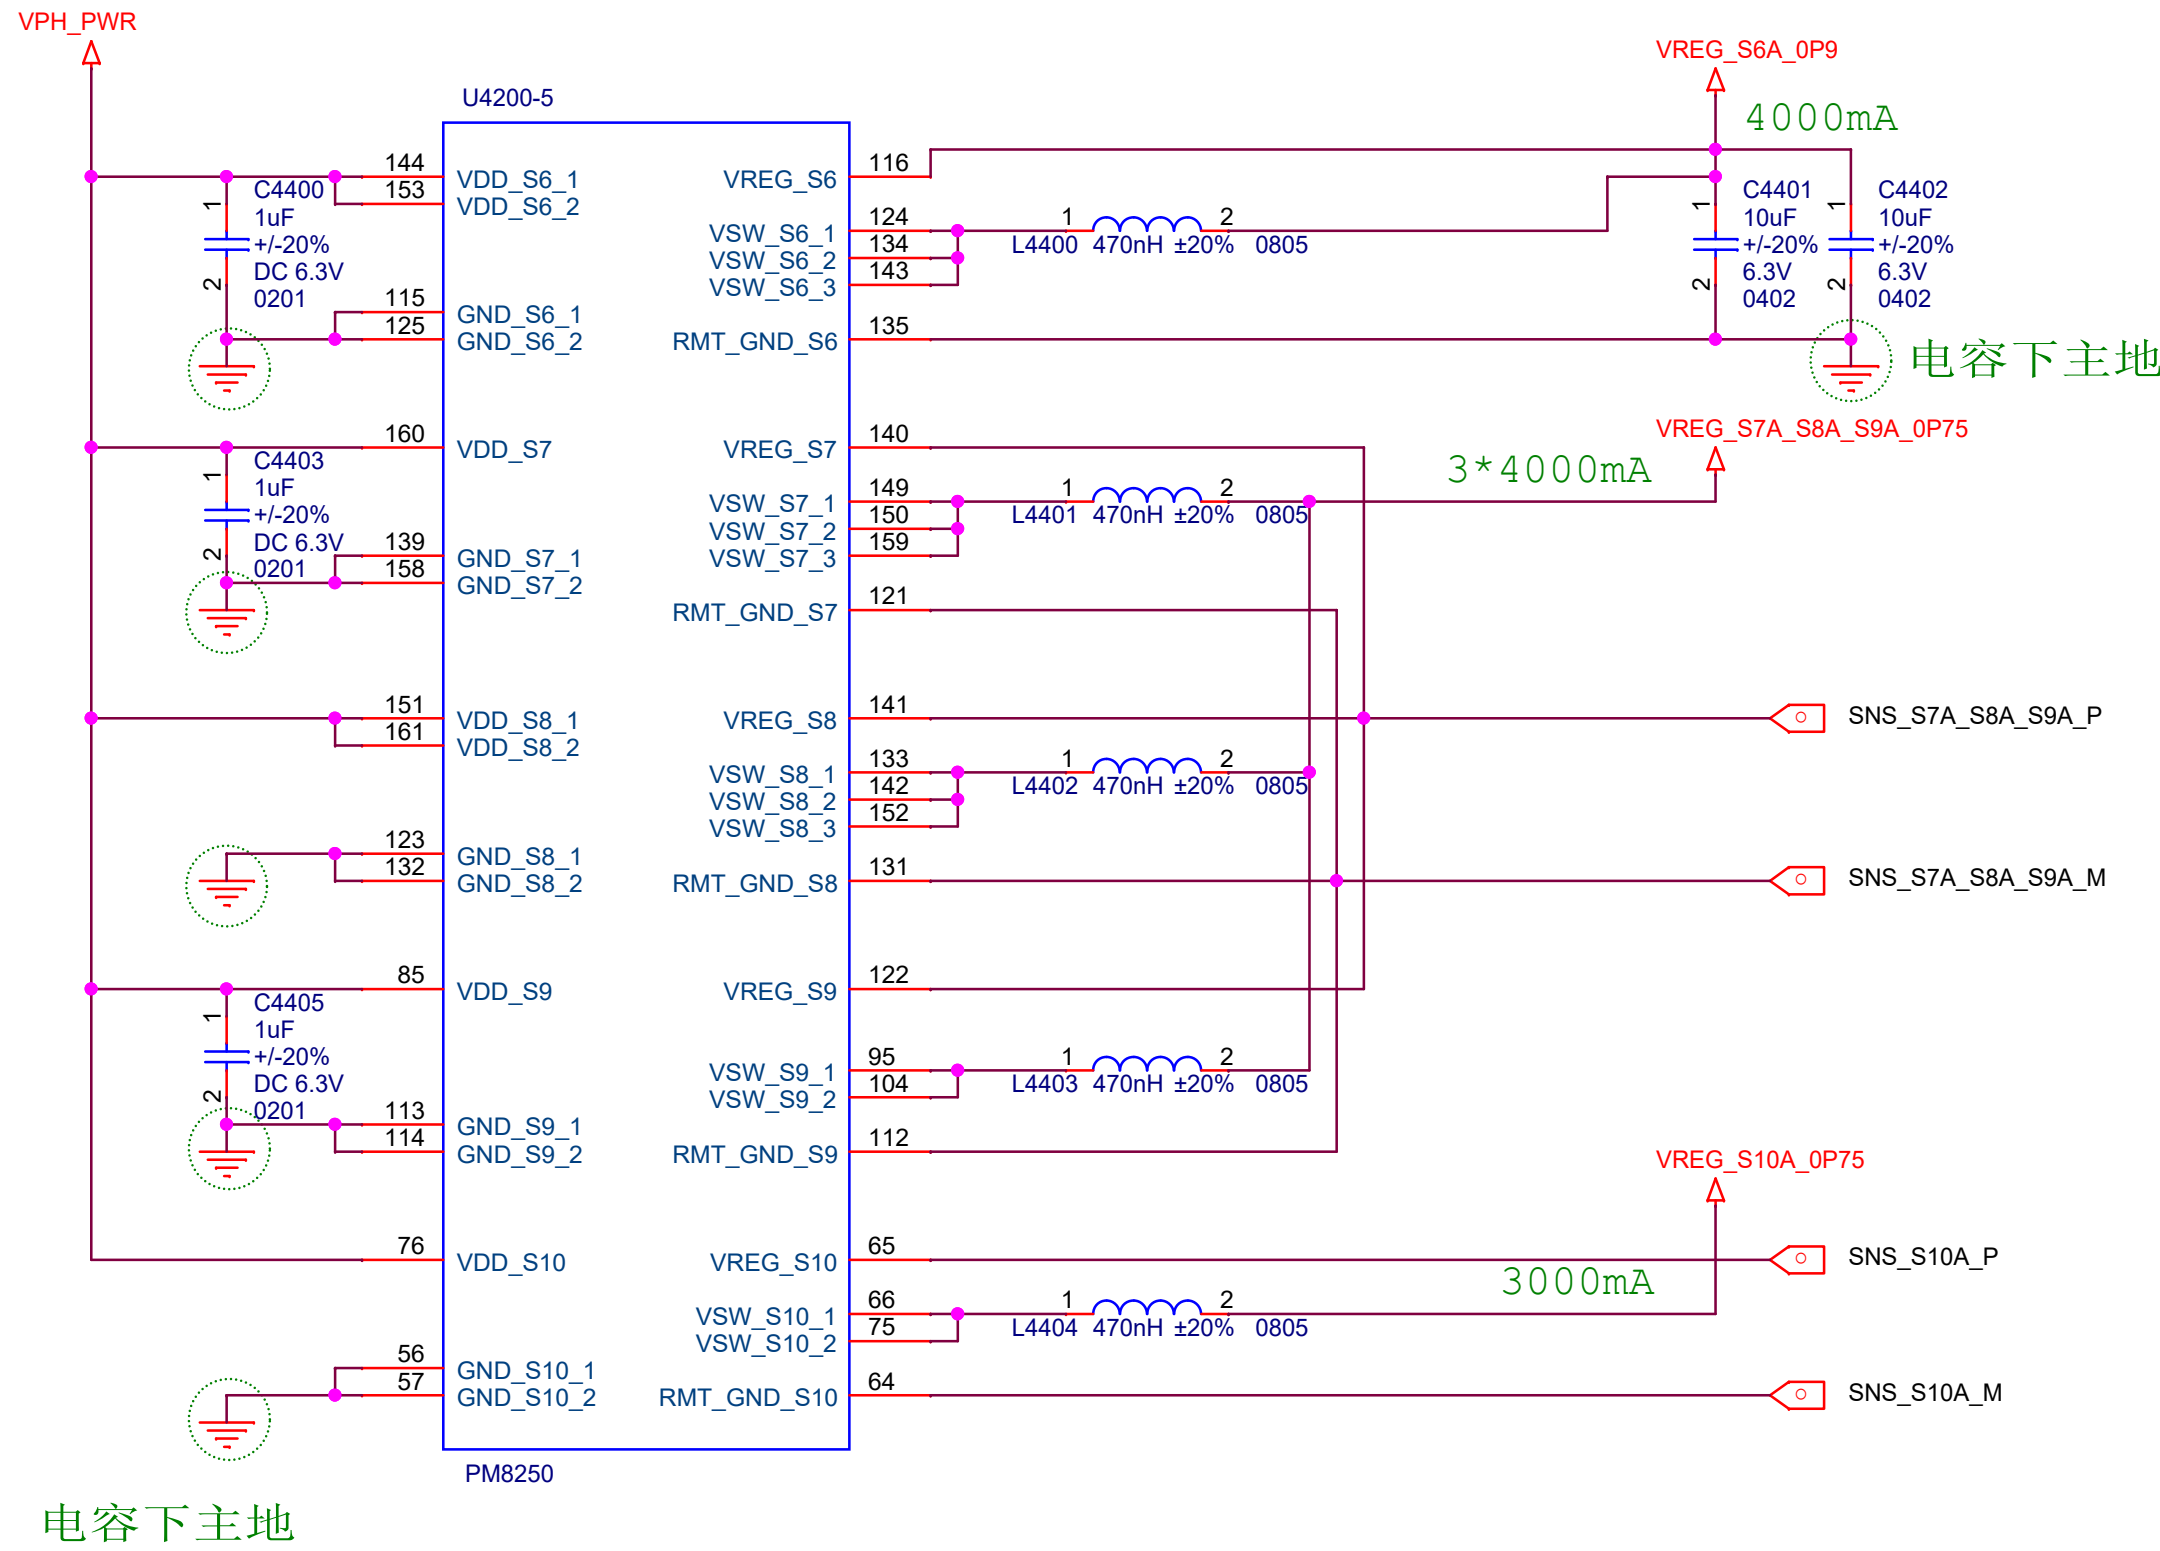 VPH_PWR
U4200-5
144
VDD_S6_1
153
VDD_S6_2
C4400
1
1uF
+/-20%
DC 6.3V
2
0201
115
GND_S6_1
125
GND_S6_2
160
VDD_S7
C4403
1
1uF
+/-20%
DC 6.3V
2
0201
139
GND_S7_1
158
GND_S7_2
151
VDD_S8_1
161
VDD_S8_2
123
GND_S8_1
132
GND_S8_2
85
VDD_S9
C4405
1
1uF
+/-20%
DC 6.3V
2
0201
113
GND_S9_1
114
GND_S9_2
76
VDD_S10
56
GND_S10_1
57
GND_S10_2
PM8250
电容下主地
VREG_S6
116
VSW_S6_1
124
VSW_S6_2
134
VSW_S6_3
143
1
2
L4400 470nH ±20% 0805
RMT_GND_S6
135
VREG_S6A_0P9
4000mA
C4401
1
10uF
+/-20%
6.3V
2
0402
C4402
1
10uF
+/-20%
6.3V
2
0402
电容下主地
VREG_S7
140
VSW_S7_1
149
VSW_S7_2
150
VSW_S7_3
159
1
2
L4401 470nH ±20% 0805
RMT_GND_S7
121
VREG_S7A_S8A_S9A_0P75
3*4000mA
VREG_S8
141
SNS_S7A_S8A_S9A_P
VSW_S8_1
133
VSW_S8_2
142
VSW_S8_3
152
1
2
L4402 470nH ±20% 0805
RMT_GND_S8
131
SNS_S7A_S8A_S9A_M
VREG_S9
122
VSW_S9_1
95
VSW_S9_2
104
1
2
L4403 470nH ±20% 0805
RMT_GND_S9
112
VREG_S10A_0P75
VREG_S10
65
SNS_S10A_P
3000mA
VSW_S10_1
66
VSW_S10_2
75
1
2
L4404 470nH ±20% 0805
RMT_GND_S10
64
SNS_S10A_M